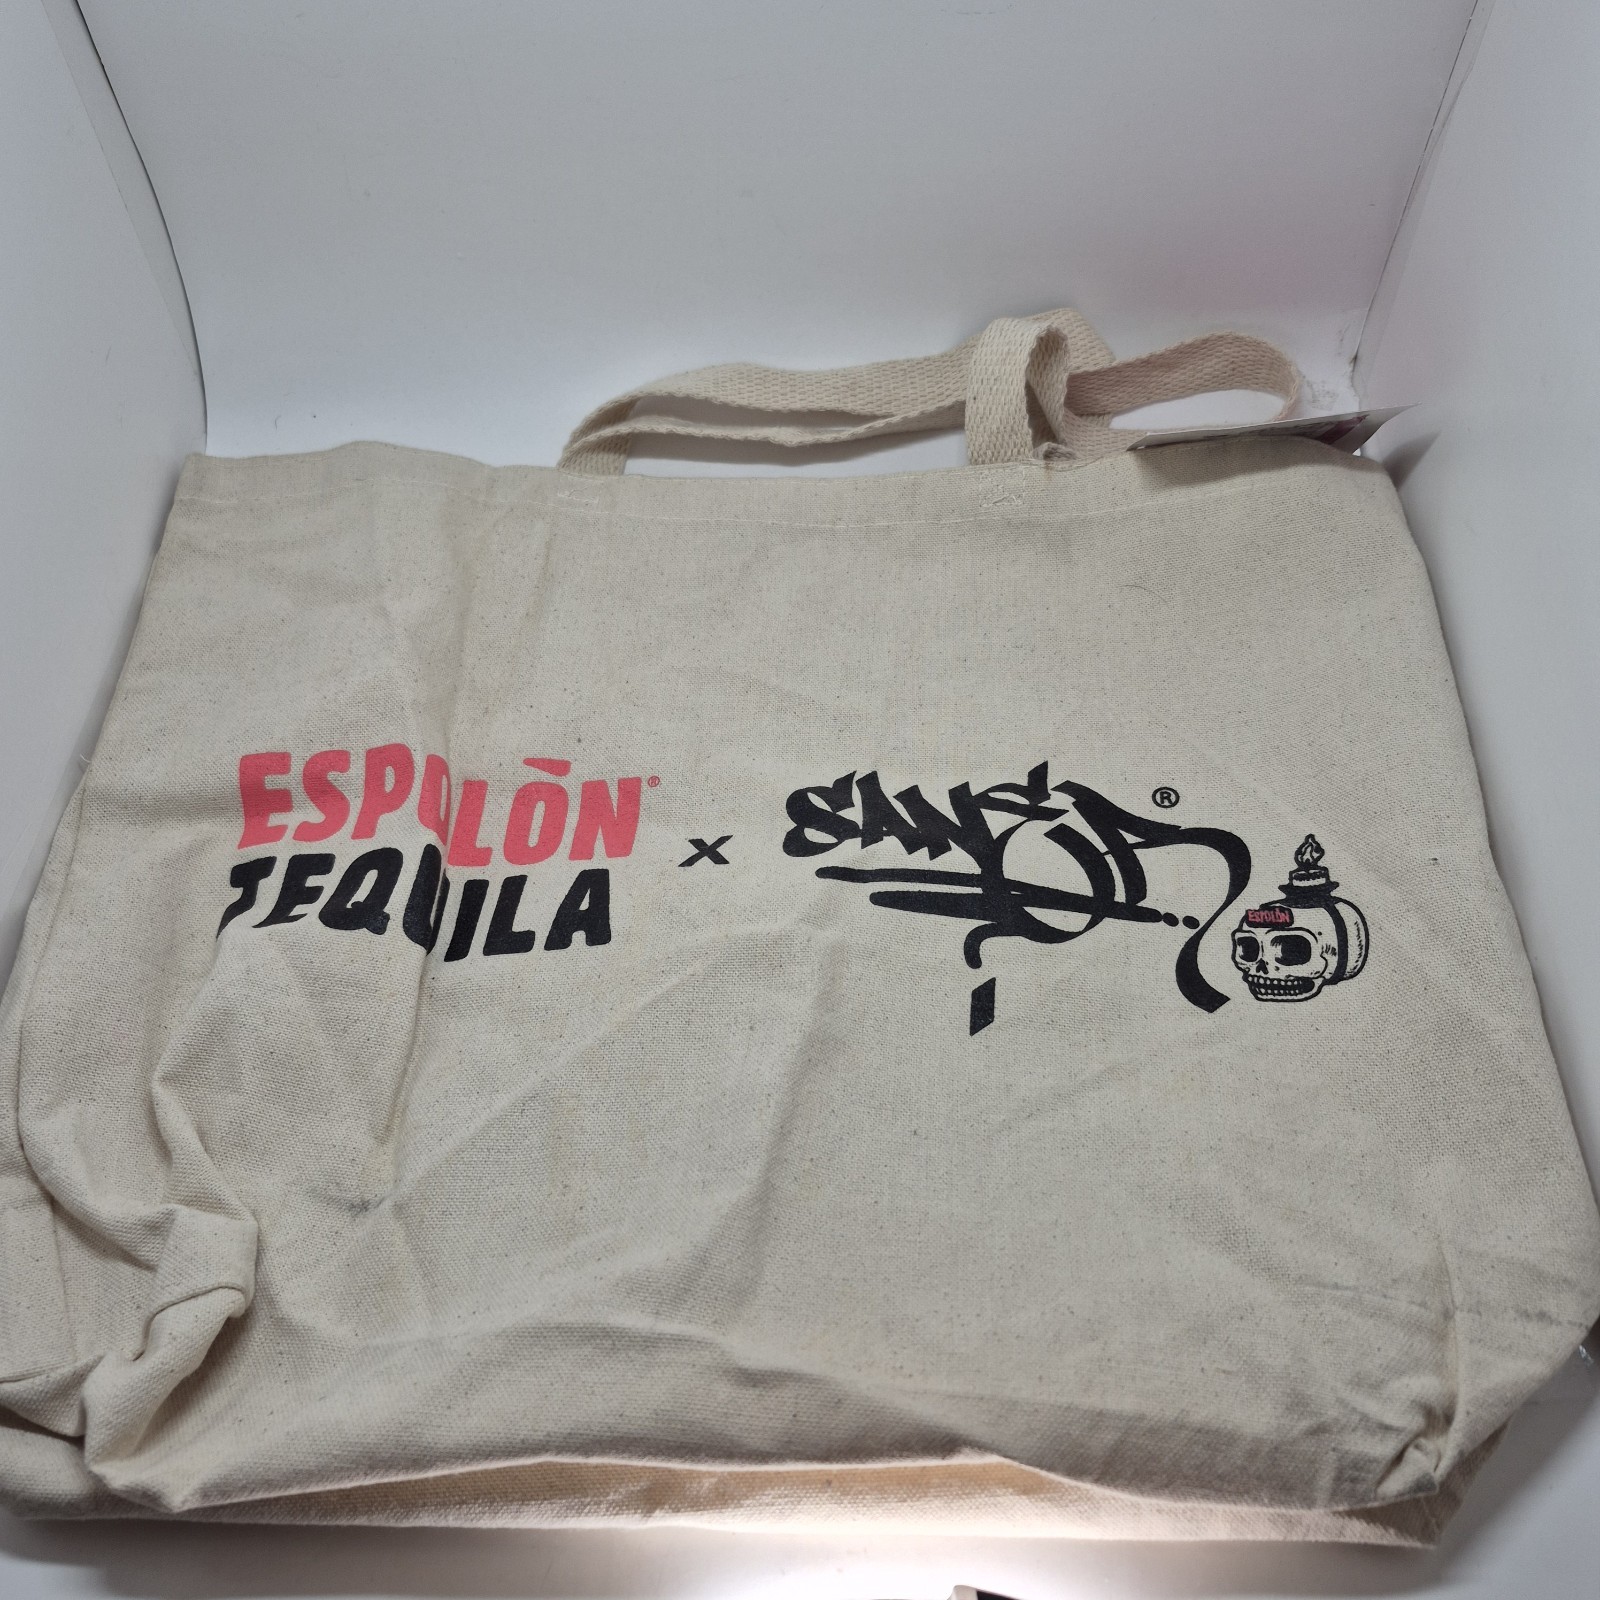 ESPOLÒN®
TEQUILA
x
SANER®
ESPOLÒN